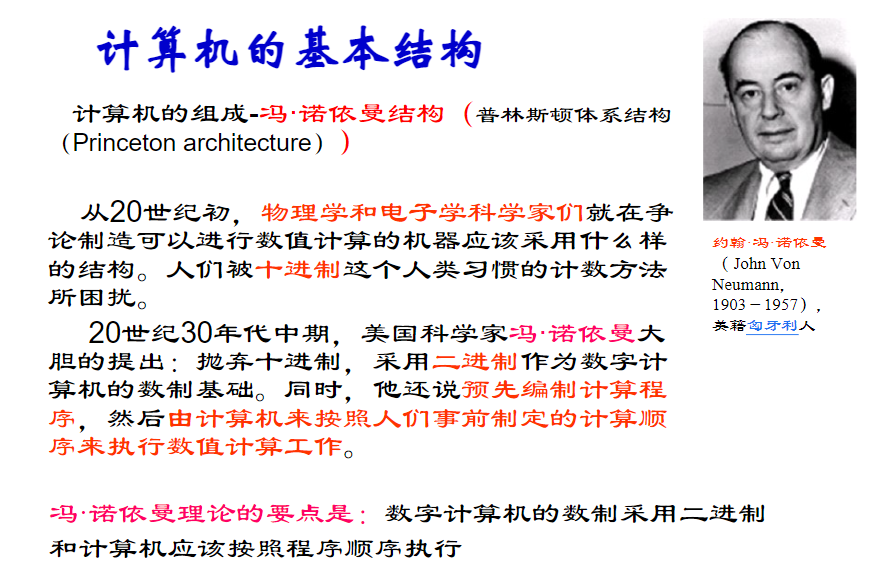 计算机的基本结构
计算机的组成-冯·诺依曼结构（普林斯顿体系结构
（Princeton architecture））
从20世纪初，物理学和电子学科学家们就在争
论制造可以进行数值计算的机器应该采用什么样
的结构。人们被十进制这个人类习惯的计数方法
所困扰。
20世纪30年代中期，美国科学家冯·诺依曼大
胆的提出：抛弃十进制，采用二进制作为数字计
算机的数制基础。同时，他还说预先编制计算程
序，然后由计算机来按照人们事前制定的计算顺
序来执行数值计算工作。
冯·诺依曼理论的要点是：数字计算机的数制采用二进制
和计算机应该按照程序顺序执行
约翰·冯·诺依曼
（ John Von
Neumann,
1903－1957），
美籍匈牙利人